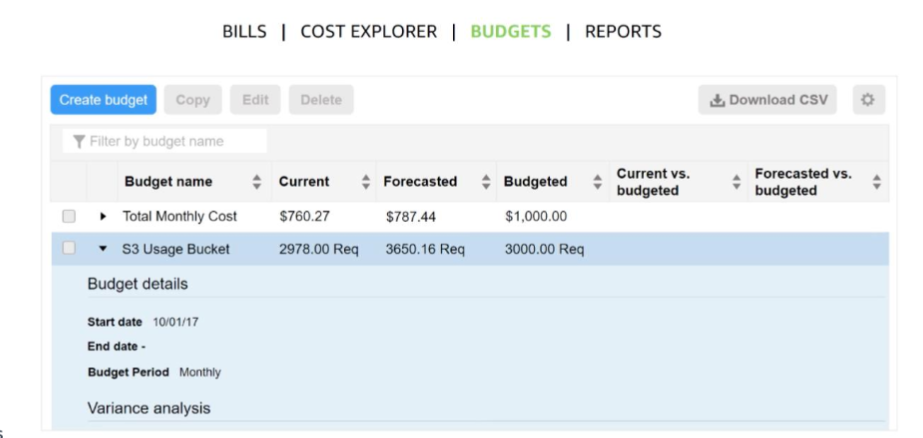 BILLS | COST EXPLORER | BUDGETS | REPORTS
Create budget Copy Edit Delete Download CSV
Filter by budget name
Budget name Current Forecasted Budgeted Current vs. budgeted Forecasted vs. budgeted
Total Monthly Cost $760.27 $787.44 $1,000.00
S3 Usage Bucket 2978.00 Req 3650.16 Req 3000.00 Req
Budget details
Start date 10/01/17
End date -
Budget Period Monthly
Variance analysis
s